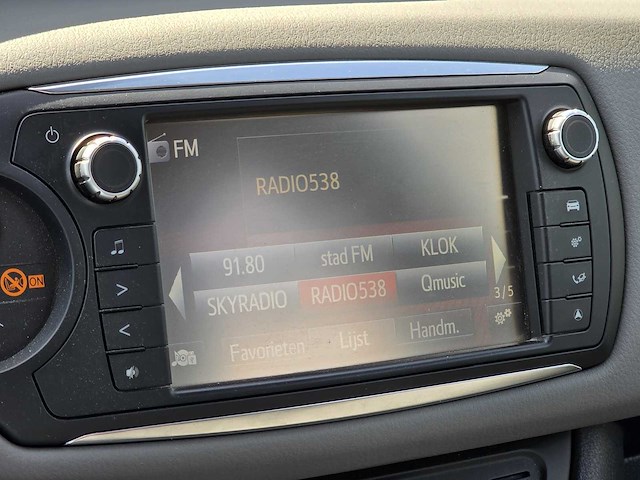 FM
RADIO538
91.80 stad FM KLOK
SKYRADIO RADIO538 Qmusic
3/5
Favorieten Lijst Handm.
ON